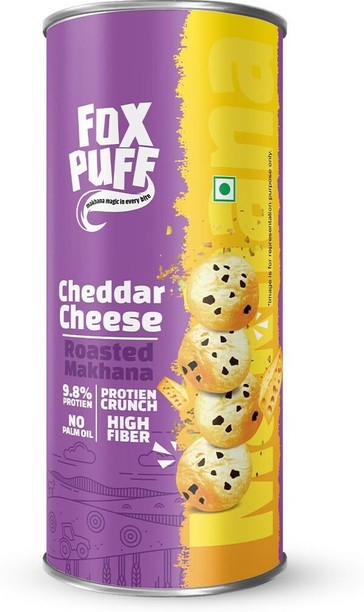 FOX
PUFF
makhana magic in every bite
Cheddar
Cheese
Roasted
Makhana
9.8%
PROTIEN
PROTIEN
CRUNCH
NO
PALM OIL
HIGH
FIBER
*Image is for representation purpose only.
Makhana